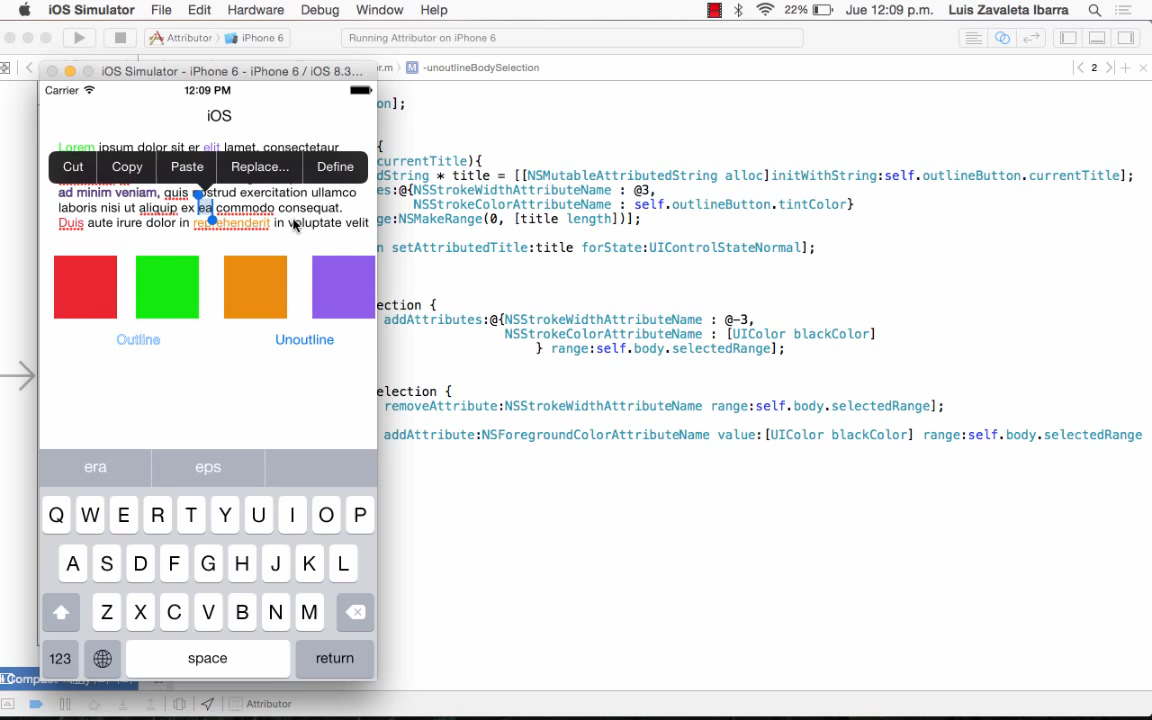 iOS Simulator File Edit Hardware Debug Window Help 22% Jue 12:09 p.m. Luis Zavaleta Ibarra
Attributor iPhone 6 Running Attributor on iPhone 6
iOS Simulator - iPhone 6 - iPhone 6 / iOS 8.3... r.m -unoutlineBodySelection 2
Carrier 12:09 PM
iOS
Lorem ipsum dolor sit er elit lamet, consectetaur
Cut Copy Paste Replace... Define
ad minim veniam, quis nostrud exercitation ullamco
laboris nisi ut aliquip ex ea commodo consequat.
Duis aute irure dolor in reprehenderit in voluptate velit
Outline Unoutline
era eps
Q W E R T Y U I O P
A S D F G H J K L
Z X C V B N M
123 space return
on];
{
currentTitle){
dString * title = [[NSMutableAttributedString alloc]initWithString:self.outlineButton.currentTitle];
es:@{NSStrokeWidthAttributeName : @3,
NSStrokeColorAttributeName : self.outlineButton.tintColor}
ge:NSMakeRange(0, [title length])];
n setAttributedTitle:title forState:UIControlStateNormal];
ection {
addAttributes:@{NSStrokeWidthAttributeName : @-3,
NSStrokeColorAttributeName : [UIColor blackColor]
} range:self.body.selectedRange];
election {
removeAttribute:NSStrokeWidthAttributeName range:self.body.selectedRange];
addAttribute:NSForegroundColorAttributeName value:[UIColor blackColor] range:self.body.selectedRange
Attributor